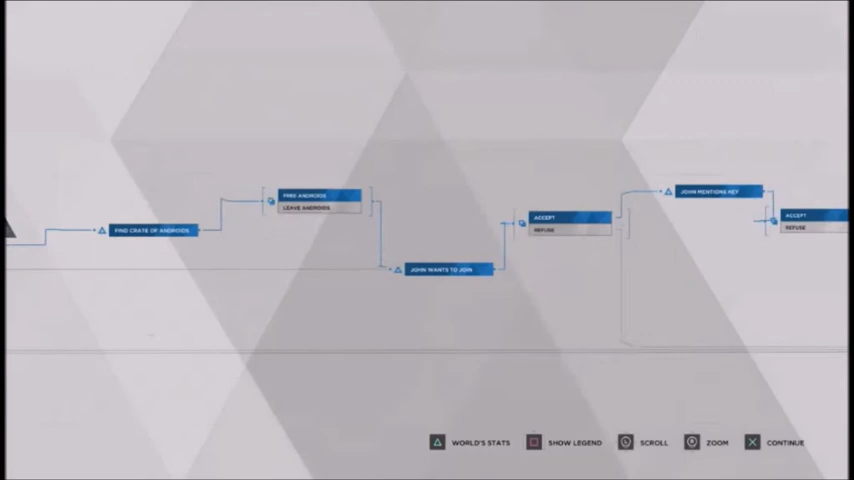 FIND CRATE OF ANDROIDS
FREE ANDROIDS
LEAVE ANDROIDS
JOHN WANTS TO JOIN
ACCEPT
REFUSE
JOHN MENTIONS KEY
ACCEPT
REFUSE
WORLD'S STATS
SHOW LEGEND
SCROLL
ZOOM
CONTINUE